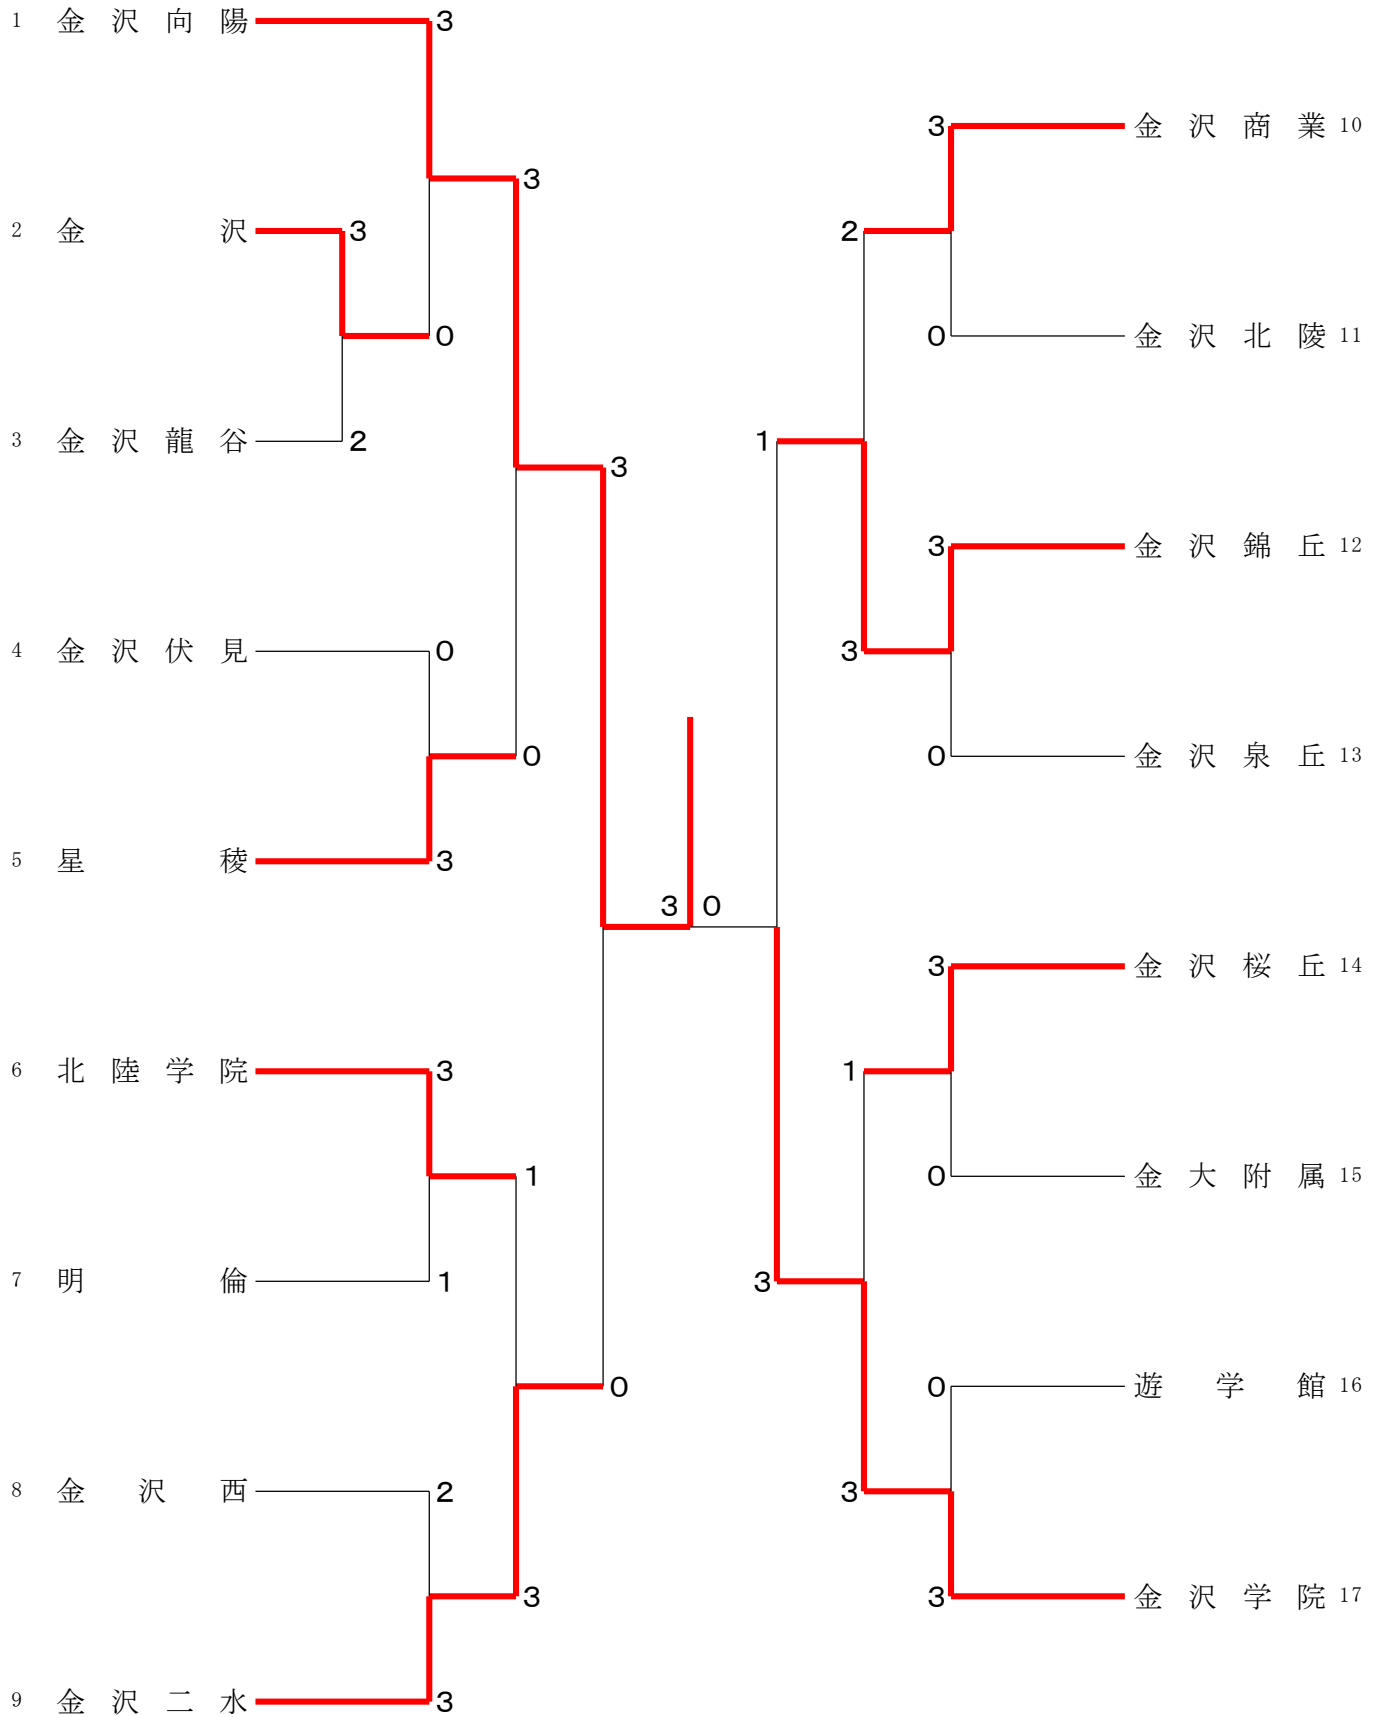 1 金沢向陽 3
3
2 金沢 3
0
3 金沢龍谷 2
3
4 金沢伏見 0
0
5 星稜 3
3 0
6 北陸学院 3
1
7 明倫 1
0
8 金沢西 2
3
9 金沢二水 3
3 金沢商業 10
2
0 金沢北陵 11
1
3 金沢錦丘 12
3
0 金沢泉丘 13
3 金沢桜丘 14
1
0 金大附属 15
3
0 遊学館 16
3
3 金沢学院 17